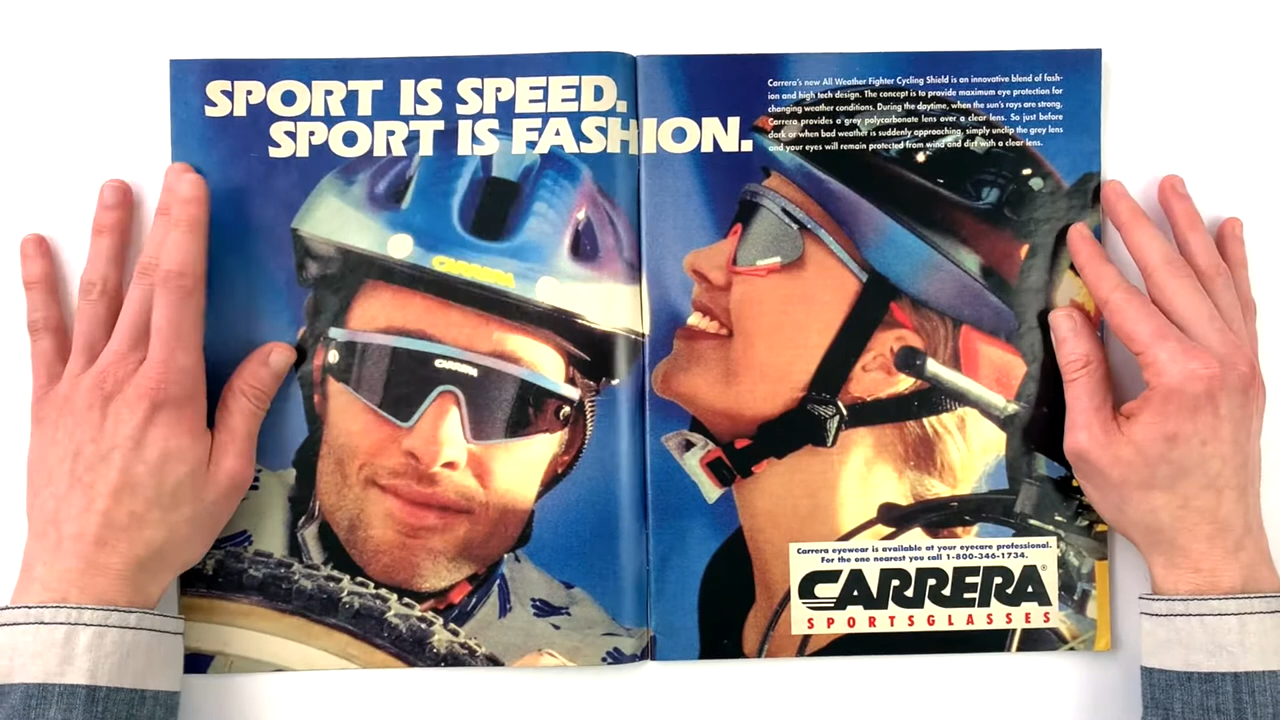 SPORT IS SPEED.
SPORT IS FASHION.
Carrera's new All Weather Fighter Cycling Shield is an innovative blend of fash-
ion and high tech design. The concept is to provide maximum eye protection for
changing weather conditions. During the daytime, when the sun's rays are strong,
Carrera provides a grey polycarbonate lens over a clear lens. So just before
dark or when bad weather is suddenly approaching, simply unclip the grey lens
and your eyes will remain protected from wind and dirt with a clear lens.
CARRERA
CARRERA
Carrera eyewear is available at your eyecare professional.
For the one nearest you call 1-800-346-1734.
CARRERA®
SPORTSGLASSES